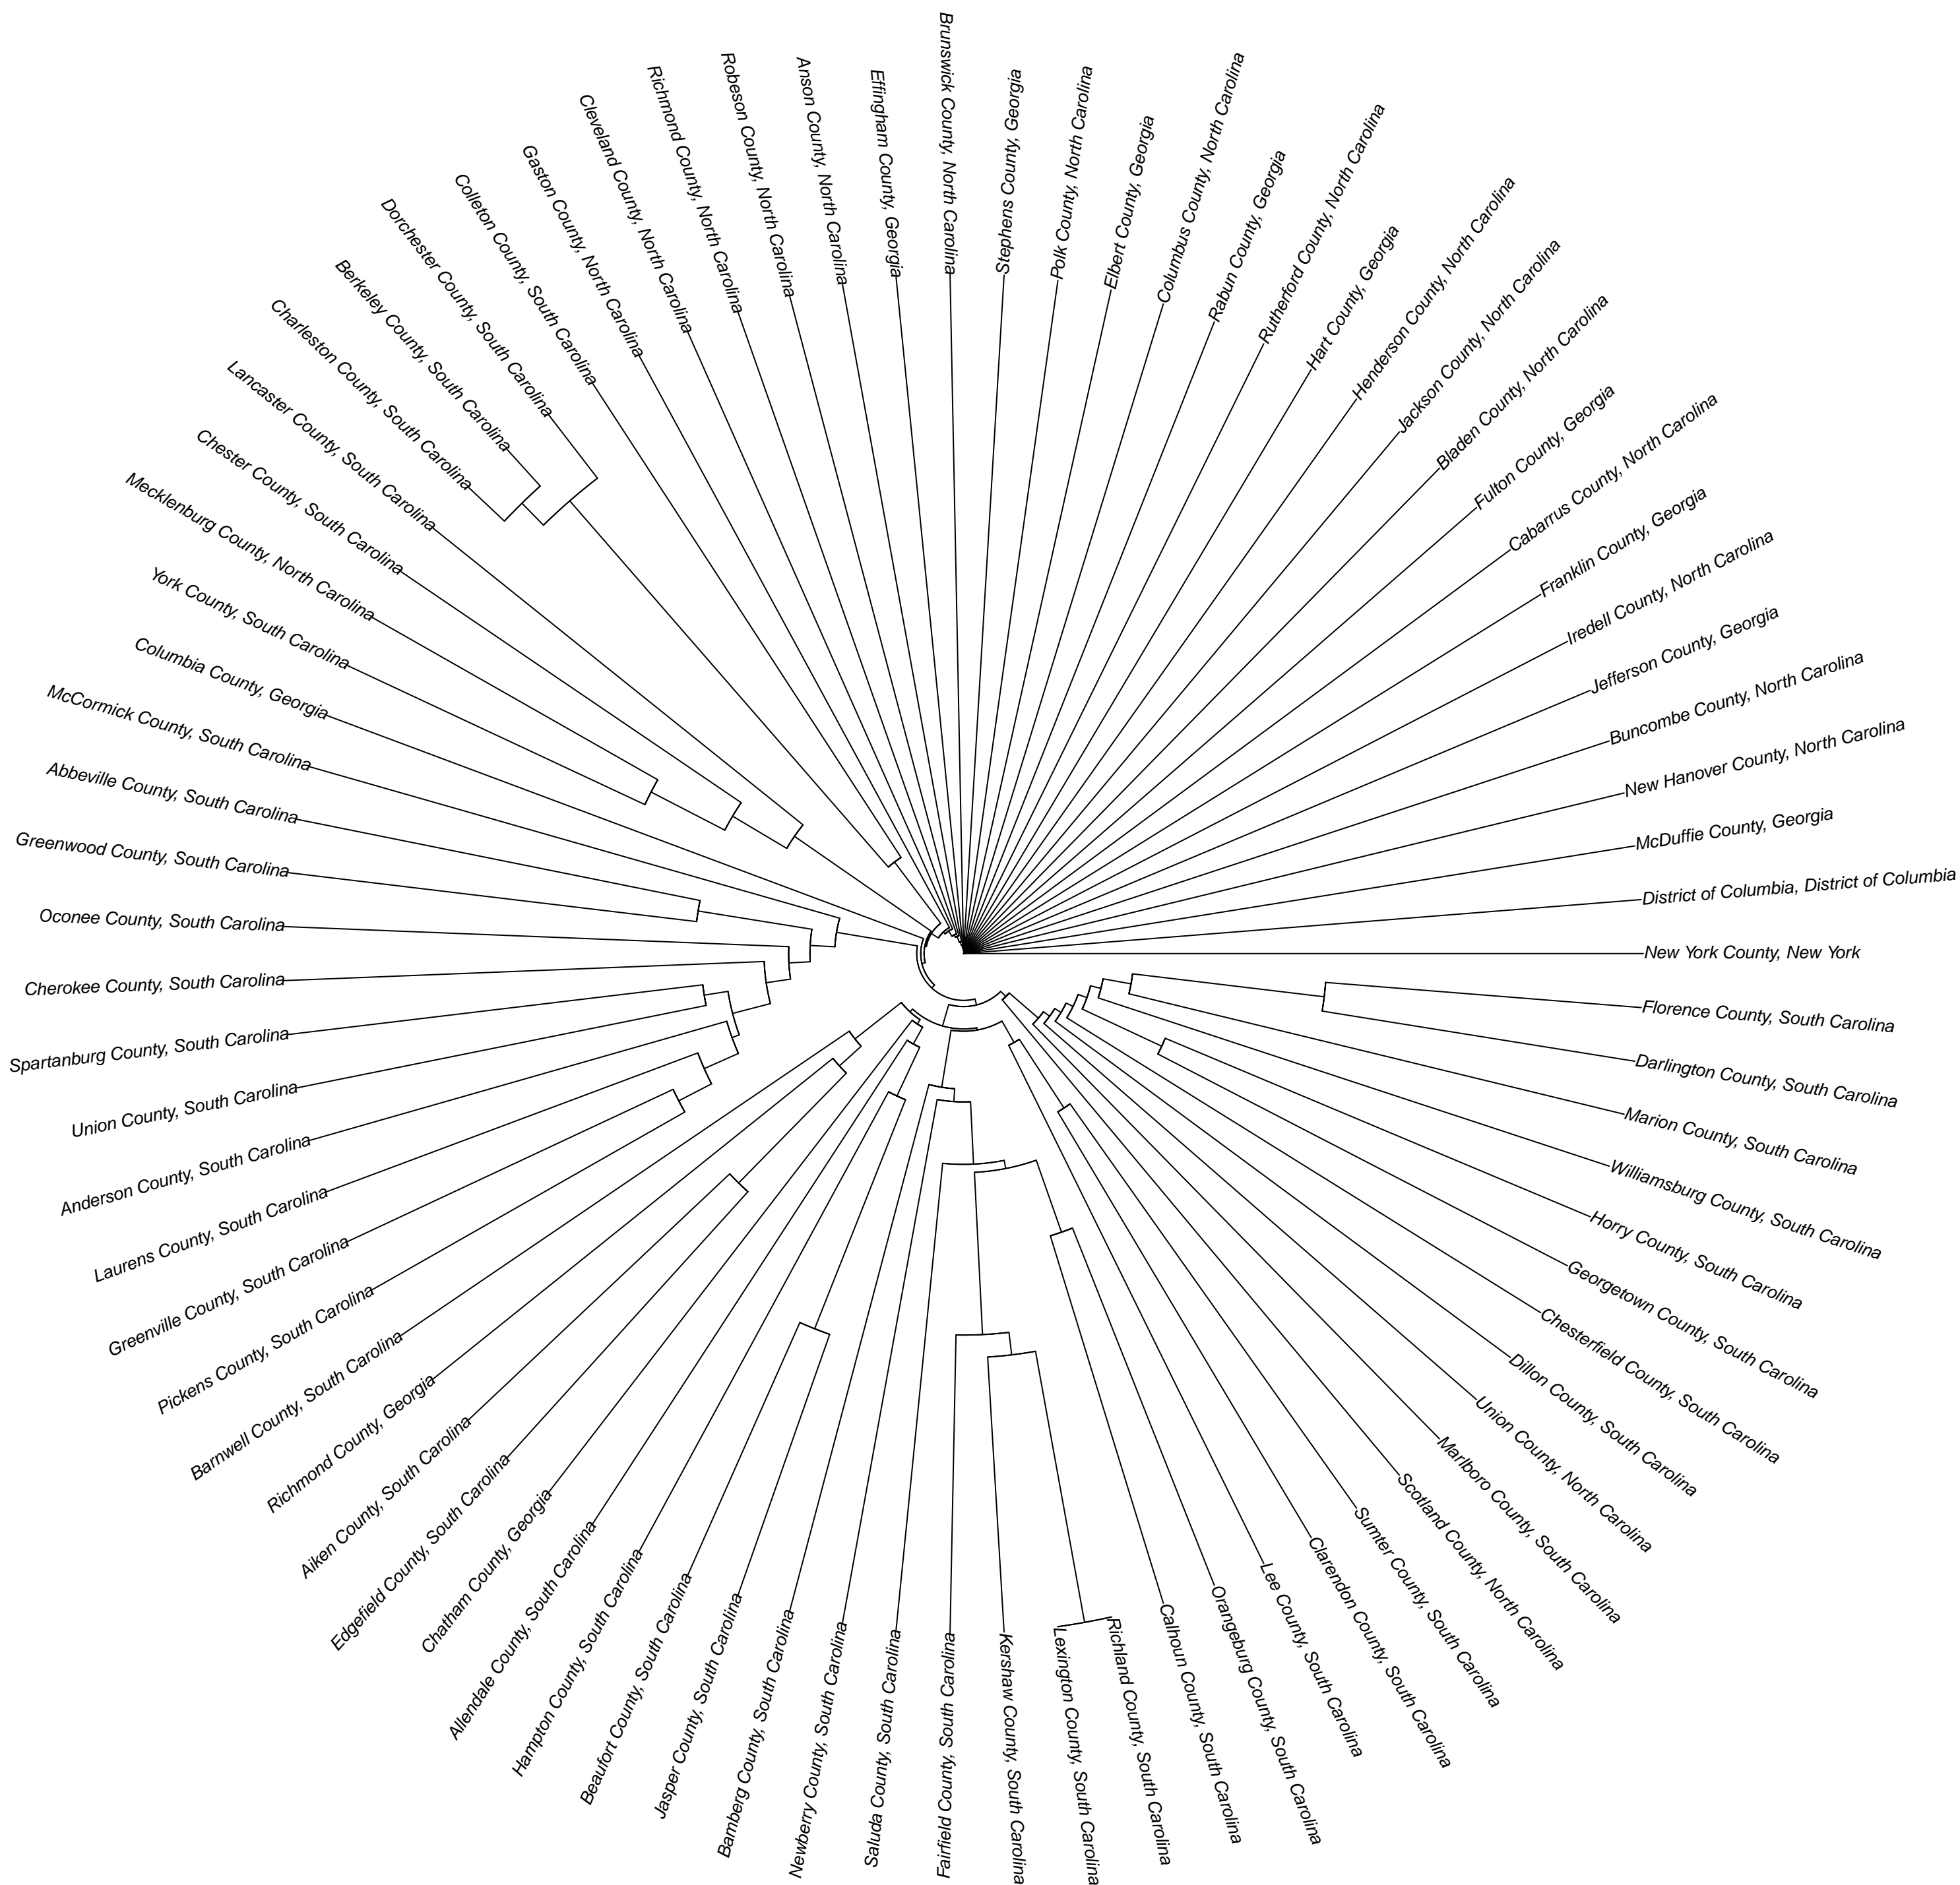 Brunswick County, North Carolina
Stephens County, Georgia
Polk County, North Carolina
Elbert County, Georgia
Columbus County, North Carolina
Rabun County, Georgia
Rutherford County, North Carolina
Hart County, Georgia
Henderson County, North Carolina
Jackson County, North Carolina
Bladen County, North Carolina
Fulton County, Georgia
Cabarrus County, North Carolina
Franklin County, Georgia
Iredell County, North Carolina
Jefferson County, Georgia
Buncombe County, North Carolina
New Hanover County, North Carolina
McDuffie County, Georgia
District of Columbia, District of Columbia
New York County, New York
Florence County, South Carolina
Darlington County, South Carolina
Marion County, South Carolina
Williamsburg County, South Carolina
Horry County, South Carolina
Georgetown County, South Carolina
Chesterfield County, South Carolina
Dillon County, South Carolina
Union County, North Carolina
Marlboro County, South Carolina
Scotland County, North Carolina
Sumter County, South Carolina
Clarendon County, South Carolina
Lee County, South Carolina
Orangeburg County, South Carolina
Calhoun County, South Carolina
Richland County, South Carolina
Lexington County, South Carolina
Kershaw County, South Carolina
Fairfield County, South Carolina
Saluda County, South Carolina
Newberry County, South Carolina
Bamberg County, South Carolina
Jasper County, South Carolina
Beaufort County, South Carolina
Hampton County, South Carolina
Allendale County, South Carolina
Chatham County, Georgia
Edgefield County, South Carolina
Aiken County, South Carolina
Richmond County, Georgia
Barnwell County, South Carolina
Pickens County, South Carolina
Greenville County, South Carolina
Laurens County, South Carolina
Anderson County, South Carolina
Union County, South Carolina
Spartanburg County, South Carolina
Cherokee County, South Carolina
Oconee County, South Carolina
Greenwood County, South Carolina
Abbeville County, South Carolina
McCormick County, South Carolina
Columbia County, Georgia
York County, South Carolina
Mecklenburg County, North Carolina
Chester County, South Carolina
Lancaster County, South Carolina
Charleston County, South Carolina
Berkeley County, South Carolina
Dorchester County, South Carolina
Colleton County, South Carolina
Gaston County, North Carolina
Cleveland County, North Carolina
Richmond County, North Carolina
Robeson County, North Carolina
Anson County, North Carolina
Effingham County, Georgia